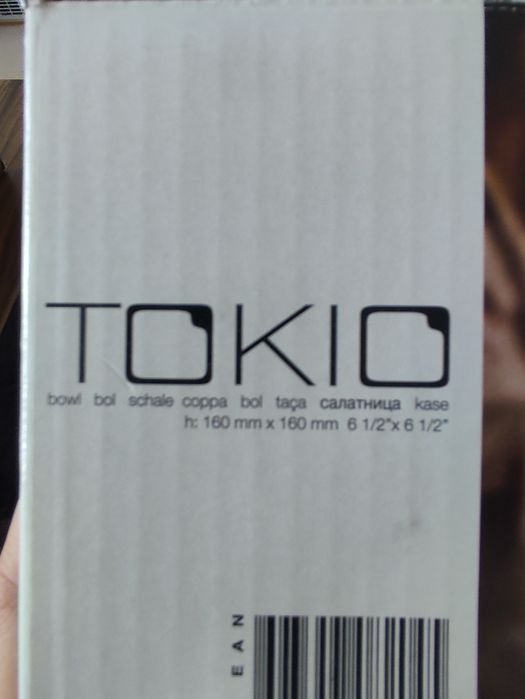 TOKIO
bowl bol schale coppa bol taça салатница kase
h: 160 mm x 160 mm 6 1/2"x 6 1/2"
EAN